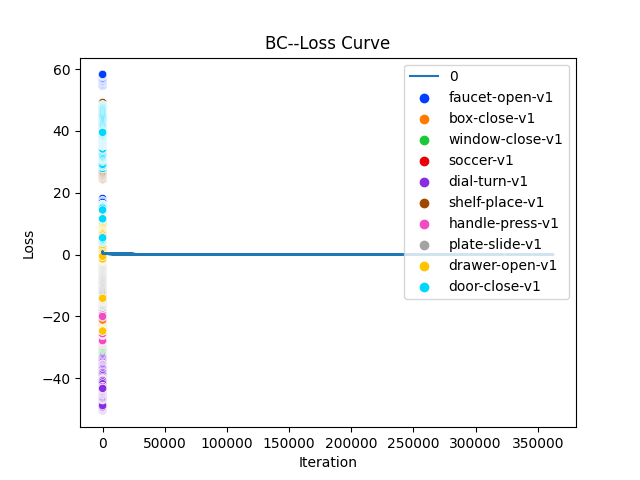 BC--Loss Curve
60
40
20
0
−20
−40
Loss
0
faucet-open-v1
box-close-v1
window-close-v1
soccer-v1
dial-turn-v1
shelf-place-v1
handle-press-v1
plate-slide-v1
drawer-open-v1
door-close-v1
0 50000 100000 150000 200000 250000 300000 350000
Iteration